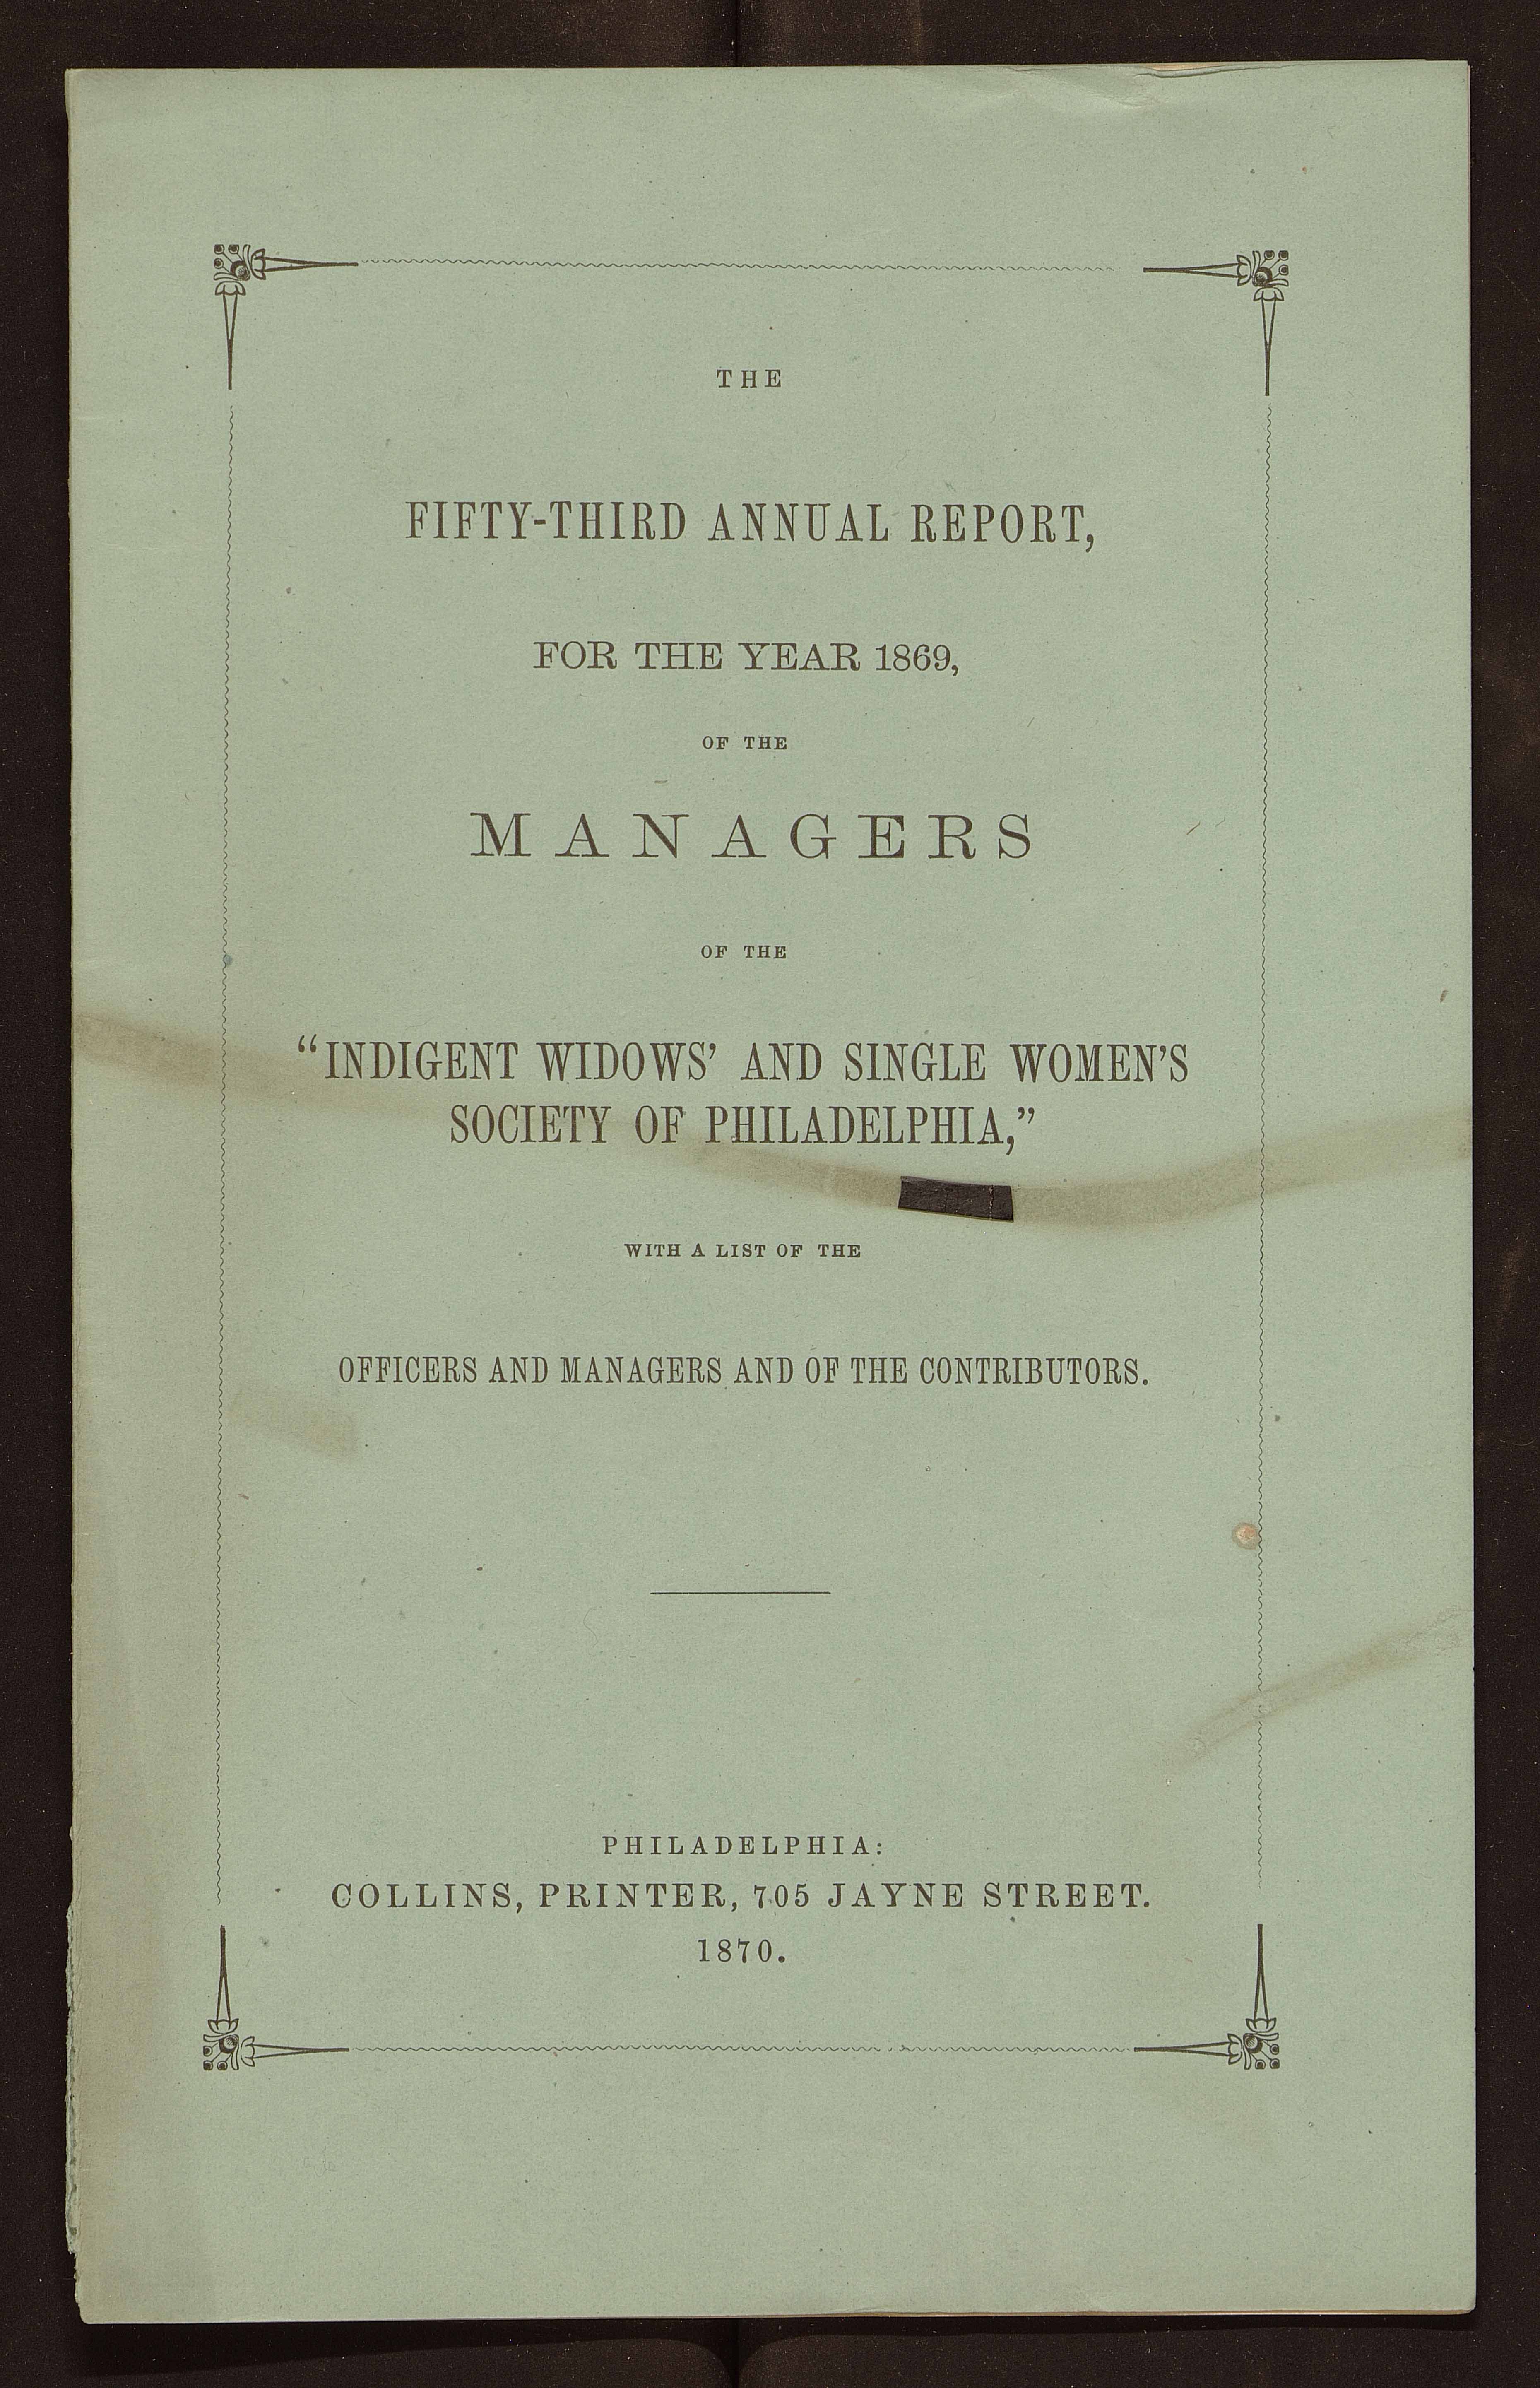 THE
FIFTY-THIRD ANNUAL REPORT,
FOR THE YEAR 1869,
OF THE
MANAGERS
OF THE
“INDIGENT WIDOWS’ AND SINGLE WOMEN’S
SOCIETY OF PHILADELPHIA,”
WITH A LIST OF THE
OFFICERS AND MANAGERS AND OF THE CONTRIBUTORS.
PHILADELPHIA:
COLLINS, PRINTER, 705 JAYNE STREET.
1870.